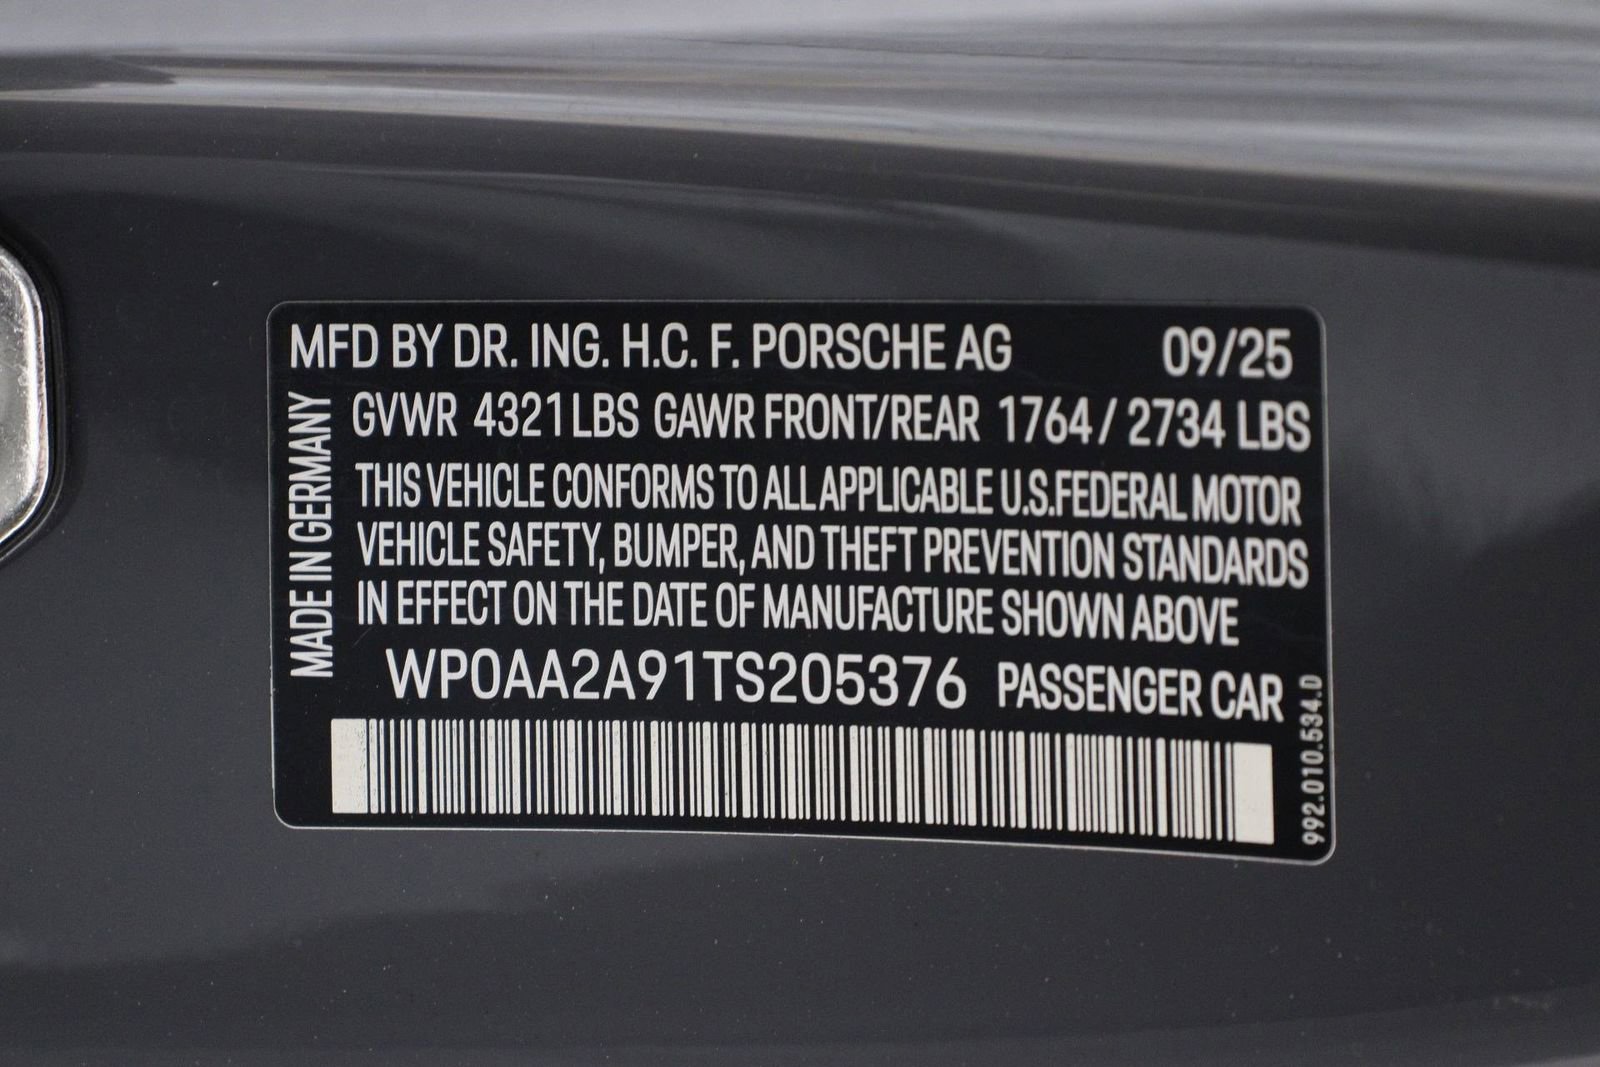 MFD BY DR. ING. H.C. F. PORSCHE AG 09/25
GVWR 4321 LBS GAWR FRONT/REAR 1764 / 2734 LBS
THIS VEHICLE CONFORMS TO ALL APPLICABLE U.S.FEDERAL MOTOR
VEHICLE SAFETY, BUMPER, AND THEFT PREVENTION STANDARDS
IN EFFECT ON THE DATE OF MANUFACTURE SHOWN ABOVE
WP0AA2A91TS205376 PASSENGER CAR
MADE IN GERMANY
992.010.534.D